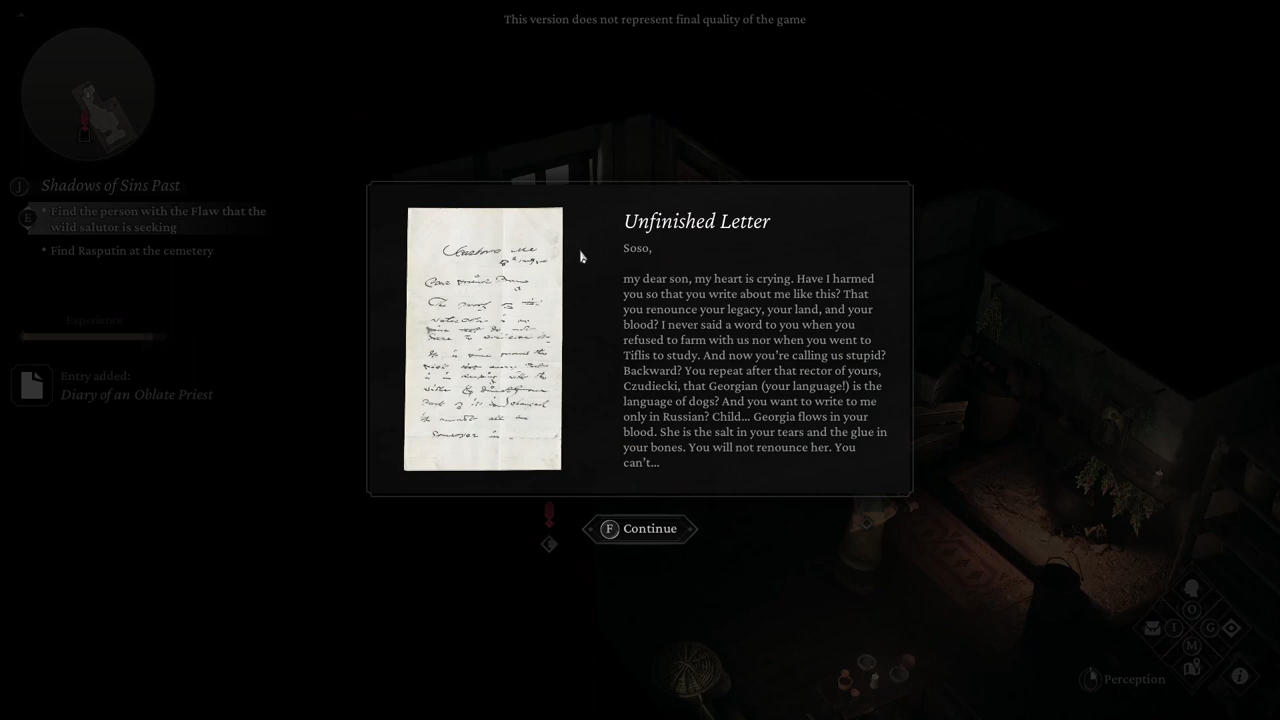 This version does not represent final quality of the game
J
Shadows of Sins Past
E
* Find the person with the Flaw that the
wild salutor is seeking
* Find Rasputin at the cemetery
Experience
Entry added:
Diary of an Oblate Priest
Unfinished Letter
Soso,
my dear son, my heart is crying. Have I harmed
you so that you write about me like this? That
you renounce your legacy, your land, and your
blood? I never said a word to you when you
refused to farm with us nor when you went to
Tiflis to study. And now you're calling us stupid?
Backward? You repeat after that rector of yours,
Czudiecki, that Georgian (your language!) is the
language of dogs? And you want to write to me
only in Russian? Child... Georgia flows in your
blood. She is the salt in your tears and the glue in
your bones. You will not renounce her. You
can't...
F Continue
O
T G
M
Perception